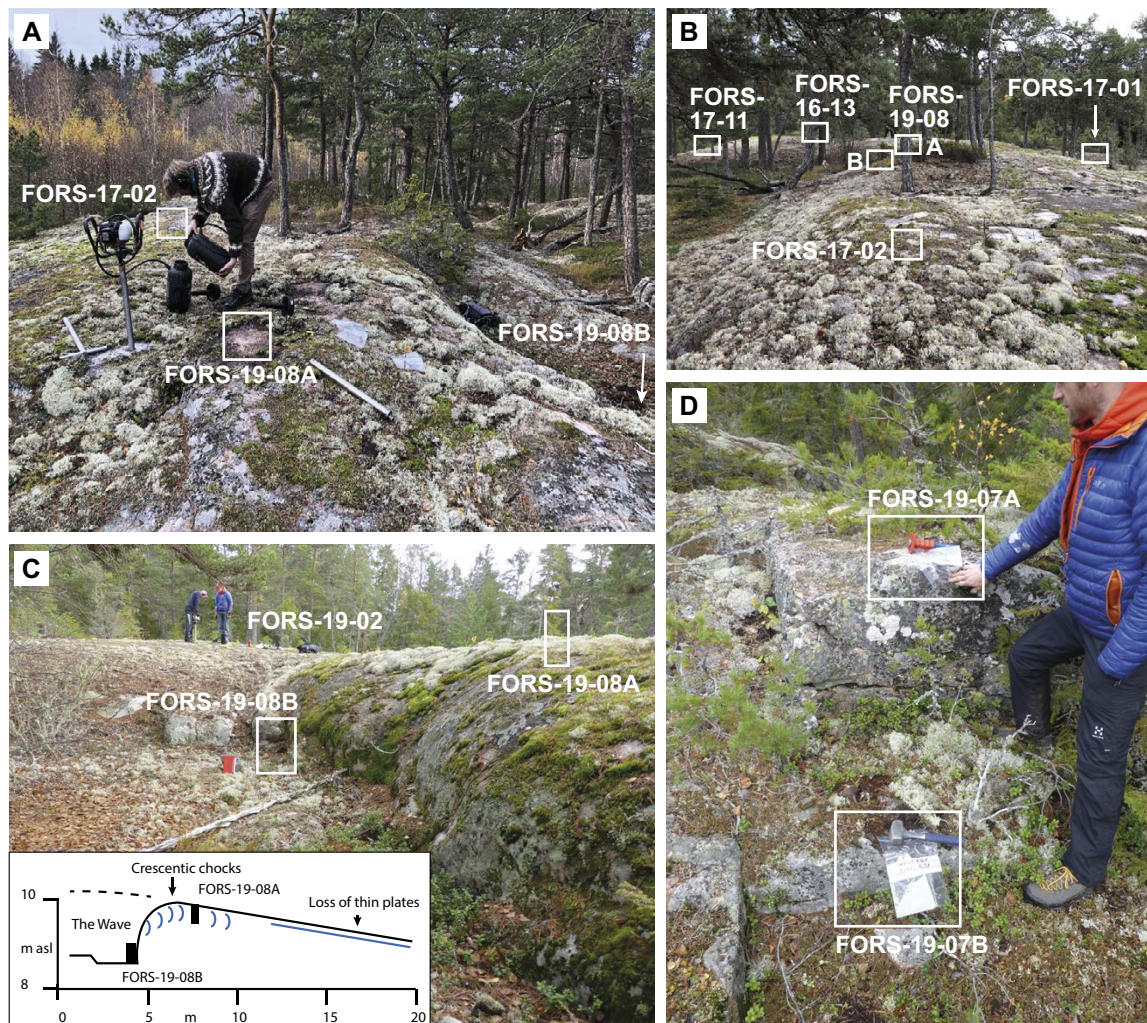 A
FORS-17-02
FORS-19-08B
FORS-19-08A
B
FORS-
17-11
FORS-
16-13
FORS-
19-08
FORS-17-01
A
B
FORS-17-02
C
FORS-19-02
FORS-19-08B
FORS-19-08A
Crescentic chocks
10
FORS-19-08A
The Wave
Loss of thin plates
m asl
FORS-19-08B
8
0 5 m 10 15 20
D
FORS-19-07A
FORS-19-07B